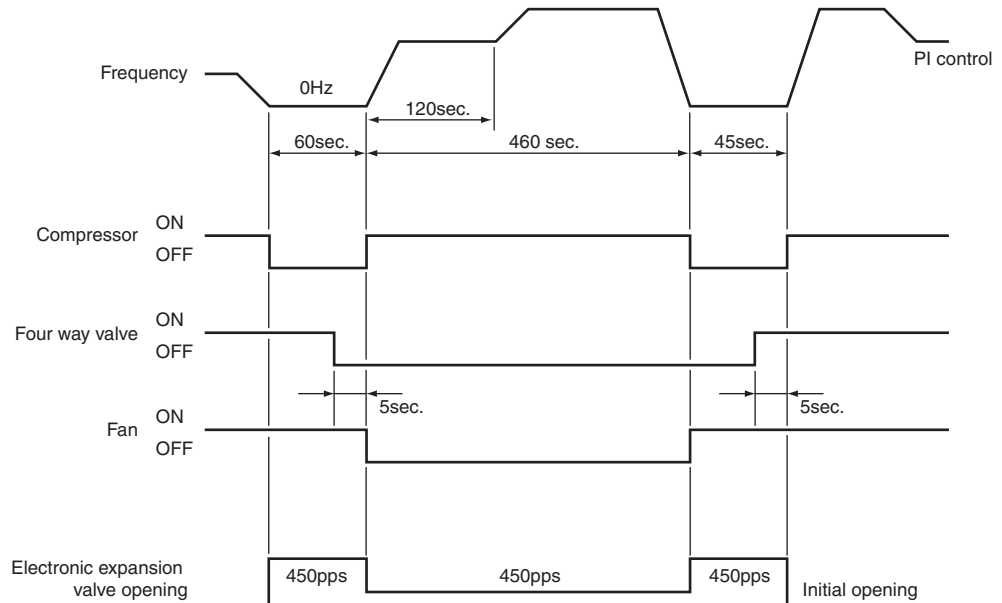 PI control
Frequency
0Hz
120sec.
60sec.
460 sec.
45sec.
ON
Compressor
OFF
ON
Four way valve
OFF
5sec.
5sec.
ON
Fan
OFF
Electronic expansion
valve opening
450pps
450pps
450pps
Initial opening